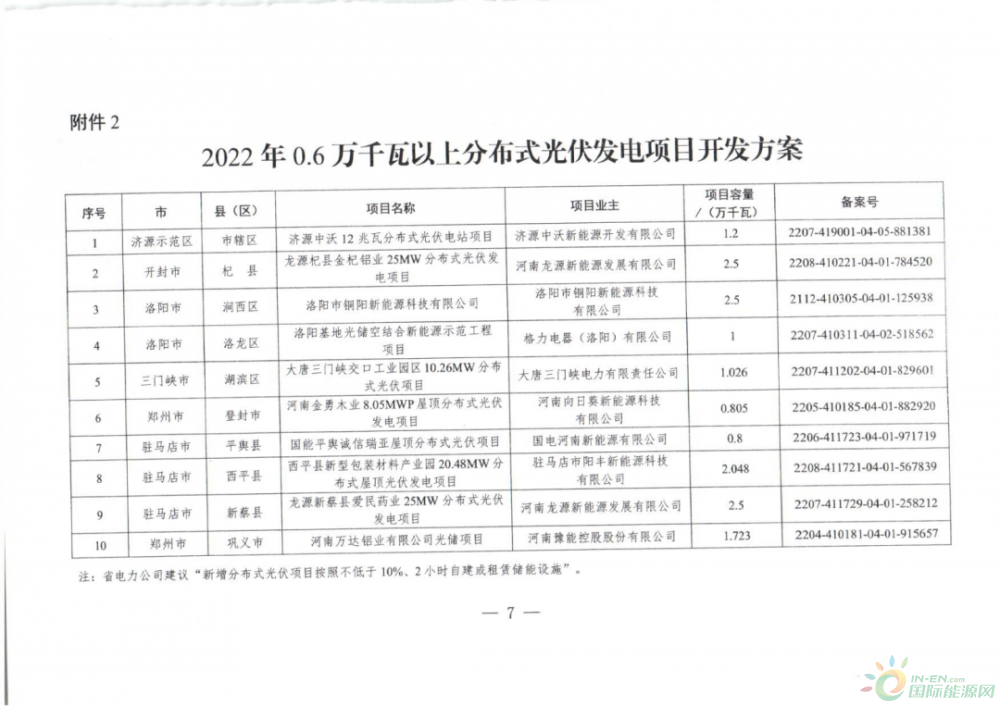 附件 2
2022 年 0.6 万千瓦以上分布式光伏发电项目开发方案
序号 市 县（区） 项目名称 项目业主 项目容量/（万千瓦） 备案号
1 济源示范区 市辖区 济源中沃 12 兆瓦分布式光伏电站项目 济源中沃新能源开发有限公司 1.2 2207-419001-04-05-881381
2 开封市 杞 县 龙源杞县金杞铝业 25MW 分布式光伏发电项目 河南龙源新能源发展有限公司 2.5 2208-410221-04-01-784520
3 洛阳市 涧西区 洛阳市铜阳新能源科技有限公司 洛阳市铜阳新能源科技有限公司 2.5 2112-410305-04-01-125938
4 洛阳市 洛龙区 洛阳基地光储空结合新能源示范工程项目 格力电器（洛阳）有限公司 1 2207-410311-04-02-518562
5 三门峡市 湖滨区 大唐三门峡交口工业园区 10.26MW 分布式光伏项目 大唐三门峡电力有限责任公司 1.026 2207-411202-04-01-829601
6 郑州市 登封市 河南金勇木业 8.05MWP 屋顶分布式光伏发电项目 河南向日葵新能源科技有限公司 0.805 2205-410185-04-01-882920
7 驻马店市 平舆县 国能平舆诚信瑞亚屋顶分布式光伏项目 国电河南新能源有限公司 0.8 2206-411723-04-01-971719
8 驻马店市 西平县 西平县新型包装材料产业园 20.48MW 分布式屋顶光伏发电项目 驻马店市阳丰新能源科技有限公司 2.048 2208-411721-04-01-567839
9 驻马店市 新蔡县 龙源新蔡县爱民药业 25MW 分布式光伏发电项目 河南龙源新能源发展有限公司 2.5 2207-411729-04-01-258212
10 郑州市 巩义市 河南万达铝业有限公司光储项目 河南豫能控股股份有限公司 1.723 2204-410181-04-01-915657
注：省电力公司建议“新增分布式光伏项目按照不低于 10%、2 小时自建或租赁储能设施”。
— 7 —
IN-EN.com
国际能源网